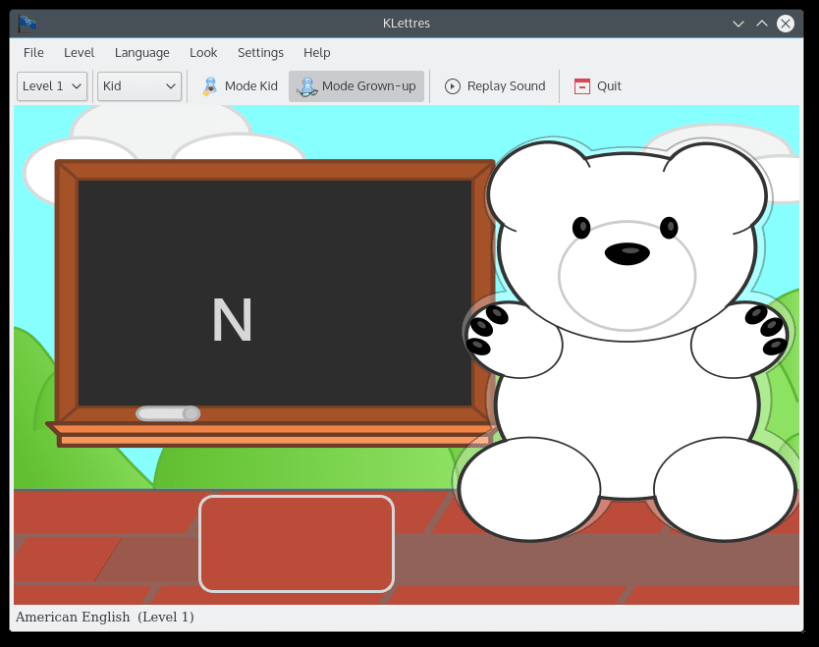 KLettres
File Level Language Look Settings Help
Level 1 Kid Mode Kid Mode Grown-up Replay Sound Quit
N
American English (Level 1)